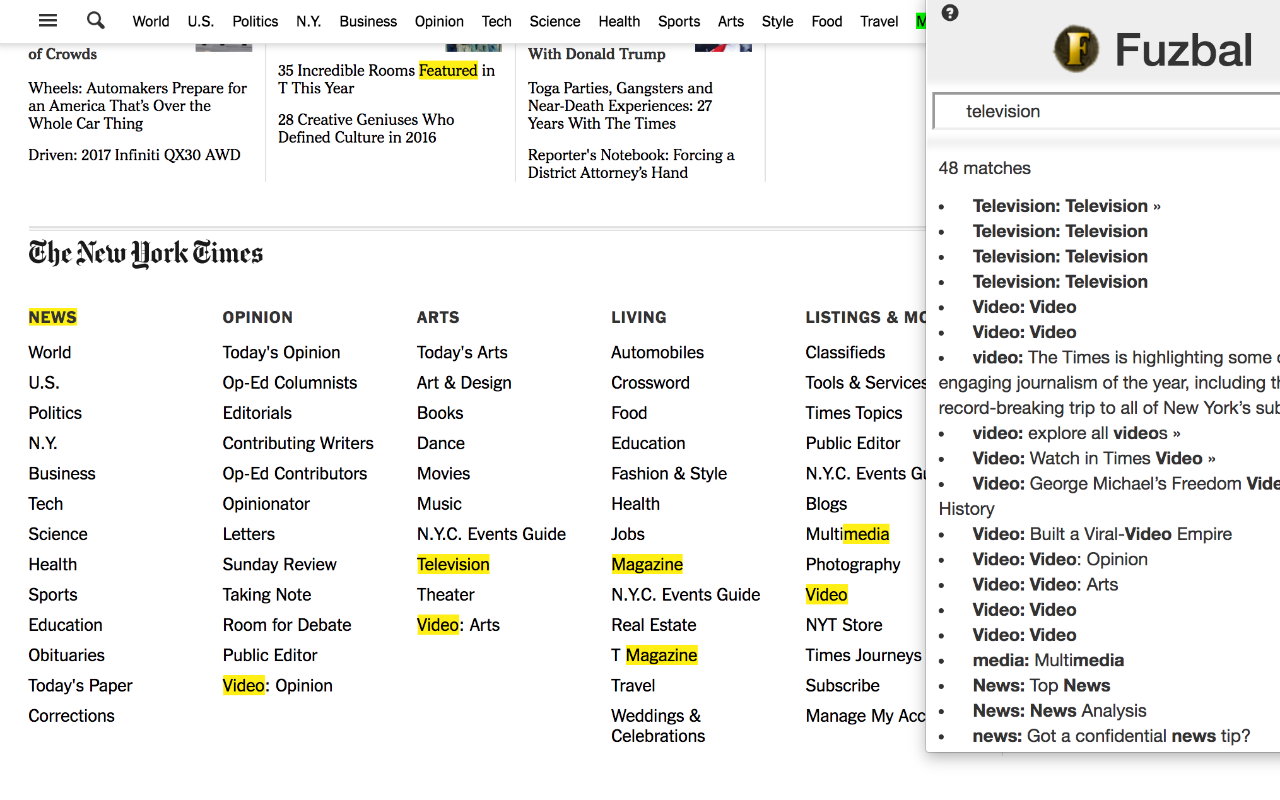 World U.S. Politics N.Y. Business Opinion Tech Science Health Sports Arts Style Food Travel M
of Crowds
Wheels: Automakers Prepare for
an America That's Over the
Whole Car Thing
Driven: 2017 Infiniti QX30 AWD
35 Incredible Rooms Featured in
T This Year
28 Creative Geniuses Who
Defined Culture in 2016
With Donald Trump
Toga Parties, Gangsters and
Near-Death Experiences: 27
Years With The Times
Reporter's Notebook: Forcing a
District Attorney's Hand
The New York Times
NEWS
World
U.S.
Politics
N.Y.
Business
Tech
Science
Health
Sports
Education
Obituaries
Today's Paper
Corrections
OPINION
Today's Opinion
Op-Ed Columnists
Editorials
Contributing Writers
Op-Ed Contributors
Opinionator
Letters
Sunday Review
Taking Note
Room for Debate
Public Editor
Video: Opinion
ARTS
Today's Arts
Art & Design
Books
Dance
Movies
Music
N.Y.C. Events Guide
Television
Theater
Video: Arts
LIVING
Automobiles
Crossword
Food
Education
Fashion & Style
Health
Jobs
Magazine
N.Y.C. Events Guide
Real Estate
T Magazine
Travel
Weddings &
Celebrations
LISTINGS & MO
Classifieds
Tools & Services
Times Topics
Public Editor
N.Y.C. Events Gu
Blogs
Multimedia
Photography
Video
NYT Store
Times Journeys
Subscribe
Manage My Acc
?
F Fuzbal
television
48 matches
• Television: Television »
• Television: Television
• Television: Television
• Television: Television
• Video: Video
• Video: Video
• video: The Times is highlighting some
engaging journalism of the year, including th
record-breaking trip to all of New York's sub
• video: explore all videos »
• Video: Watch in Times Video »
• Video: George Michael's Freedom Vide
History
• Video: Built a Viral-Video Empire
• Video: Video: Opinion
• Video: Video: Arts
• Video: Video
• Video: Video
• media: Multimedia
• News: Top News
• News: News Analysis
• news: Got a confidential news tip?